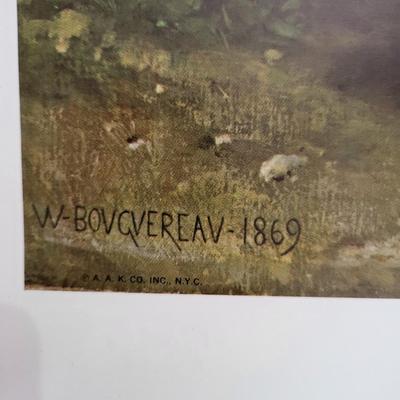 W-BOVGVEREAV-1869
© A. A. K. CO. INC., N.Y.C.